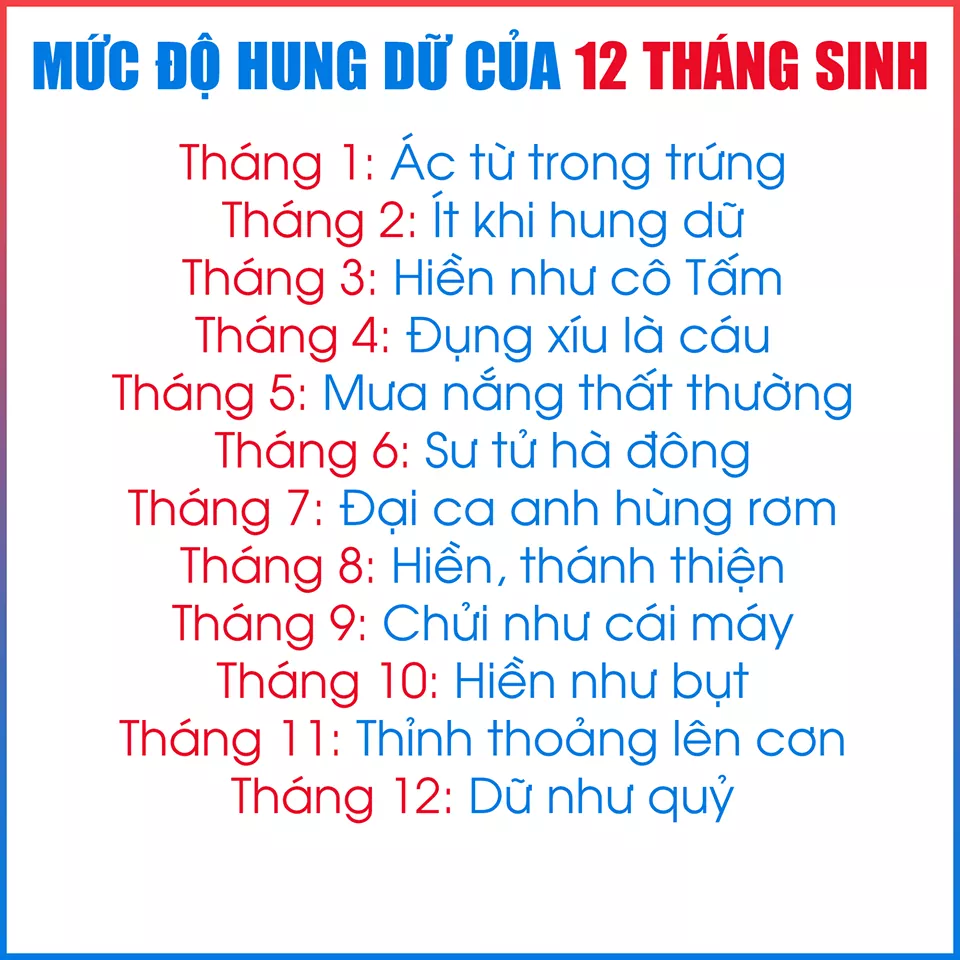 MỨC ĐỘ HUNG DỮ CỦA 12 THÁNG SINH
Tháng 1: Ác từ trong trứng
Tháng 2: Ít khi hung dữ
Tháng 3: Hiền như cô Tấm
Tháng 4: Đụng xíu là cáu
Tháng 5: Mưa nắng thất thường
Tháng 6: Sư tử hà đông
Tháng 7: Đại ca anh hùng rơm
Tháng 8: Hiền, thánh thiện
Tháng 9: Chửi như cái máy
Tháng 10: Hiền như bụt
Tháng 11: Thỉnh thoảng lên cơn
Tháng 12: Dữ như quỷ